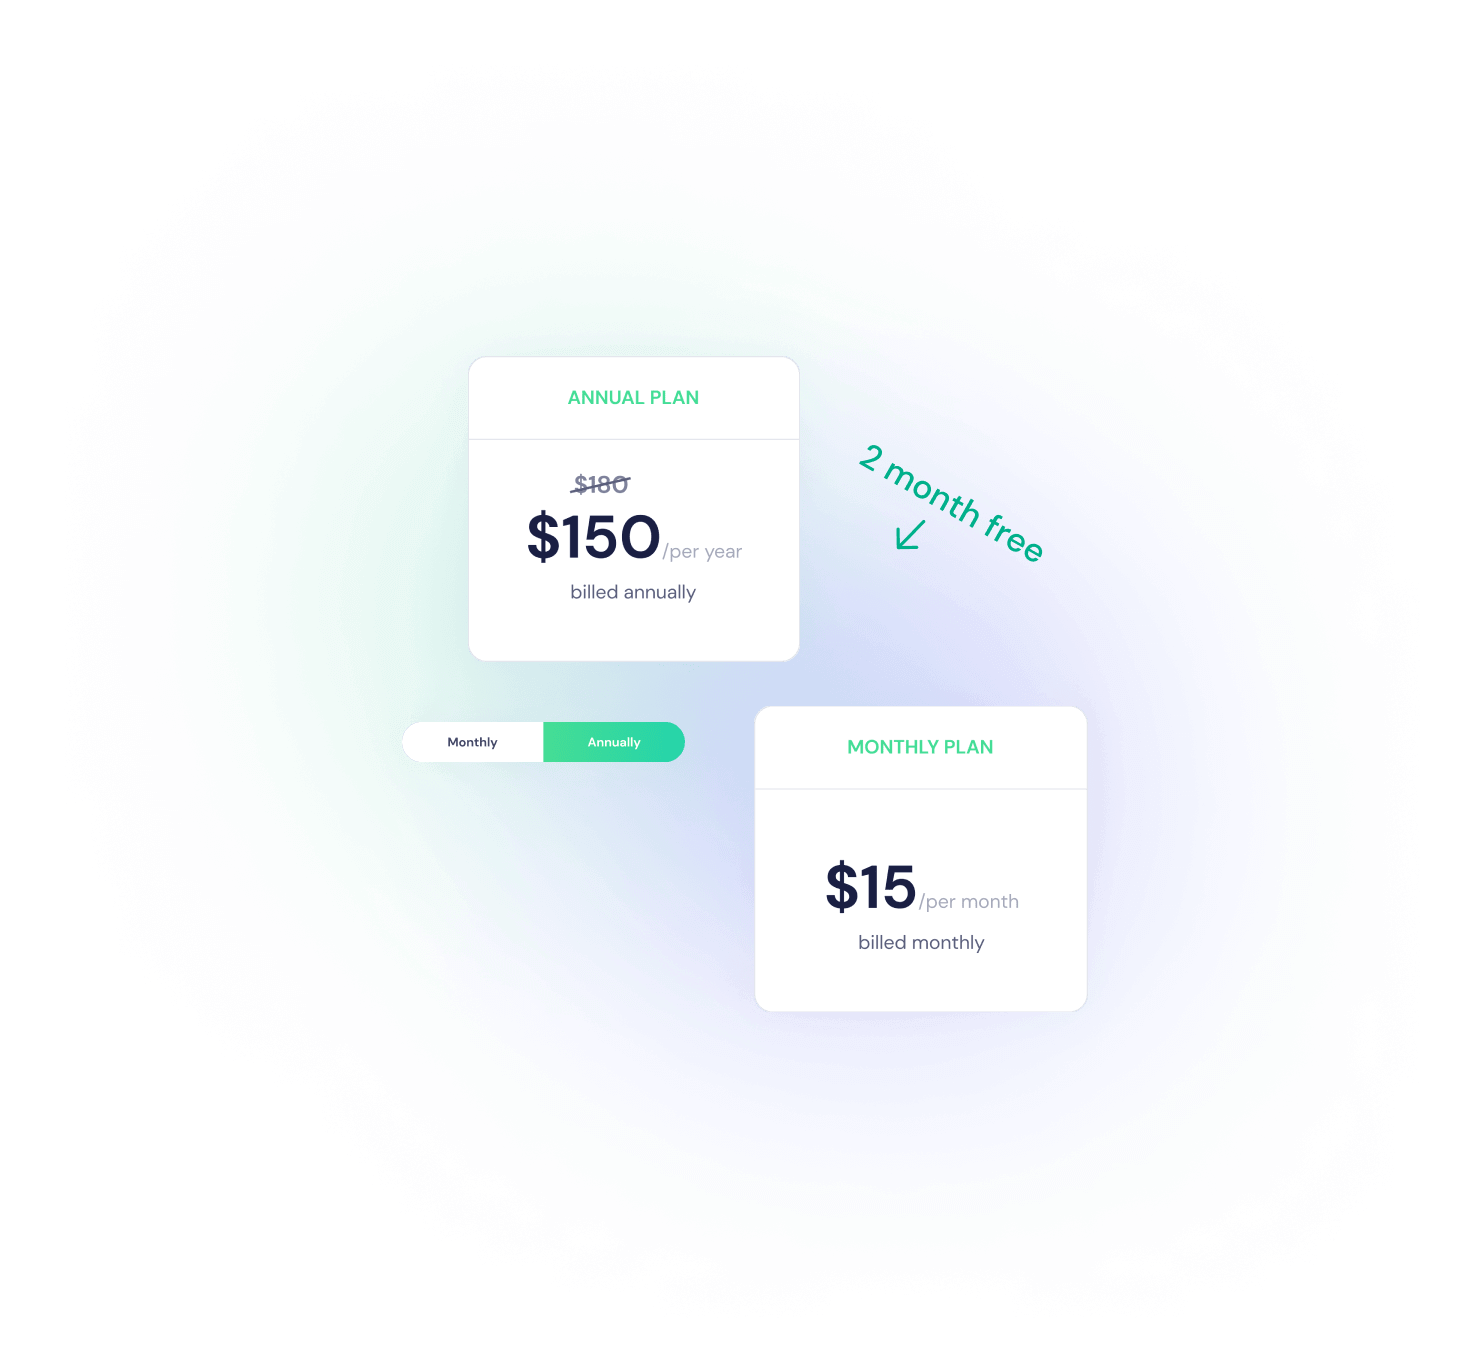 ANNUAL PLAN
$180
$150/per year
billed annually
2 month free
Monthly
Annually
MONTHLY PLAN
$15/per month
billed monthly